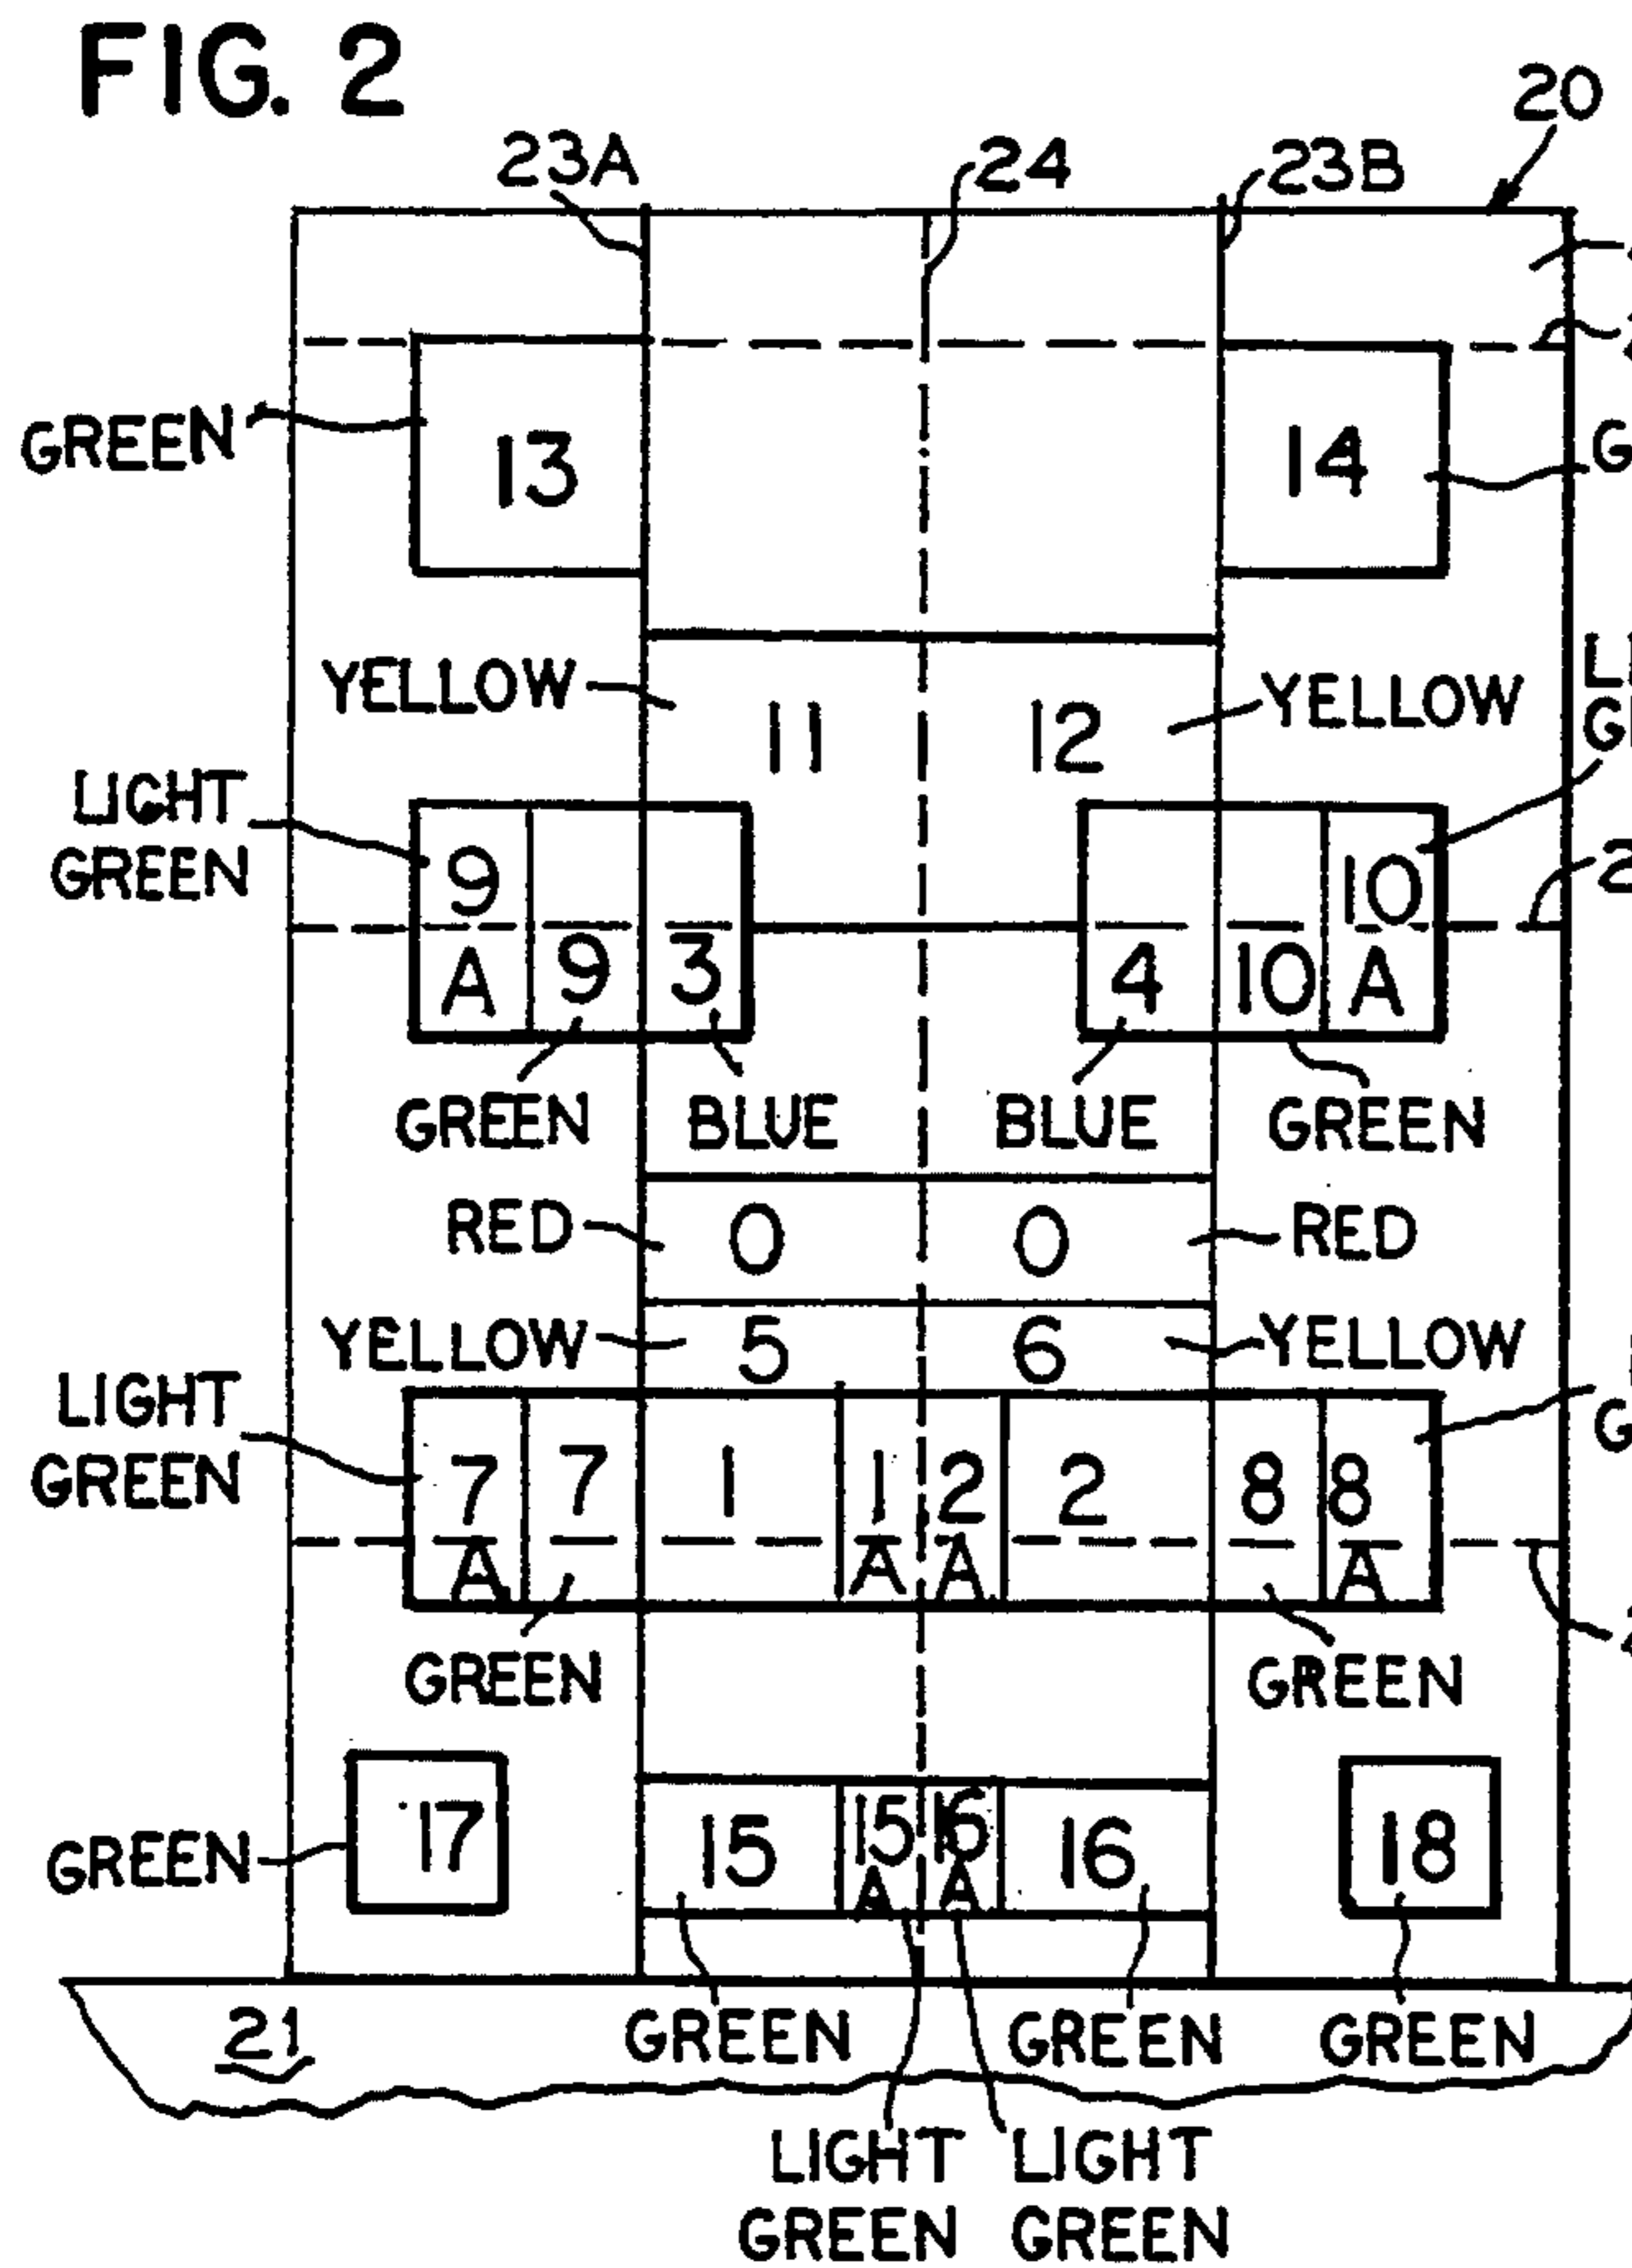 FIG. 2
20
23A
24
23B
GREEN
13
14
YELLOW
11
12
YELLOW
LIGHT
GREEN
9
A
9
3
4
10
10
A
GREEN
BLUE
BLUE
GREEN
RED
0
0
RED
YELLOW
5
6
YELLOW
LIGHT
GREEN
7
A
7
1
1
A
2
A
2
8
8
A
GREEN
GREEN
GREEN
17
15
15
A
16
A
16
18
21
GREEN
GREEN
GREEN
LIGHT LIGHT
GREEN GREEN